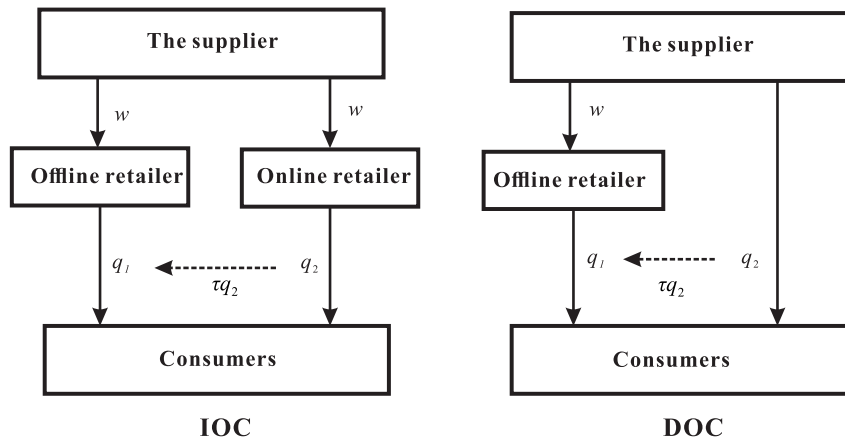 The supplier
w
w
Offline retailer
Online retailer
q1
q2
τq2
Consumers
IOC
The supplier
w
Offline retailer
q1
q2
τq2
Consumers
DOC